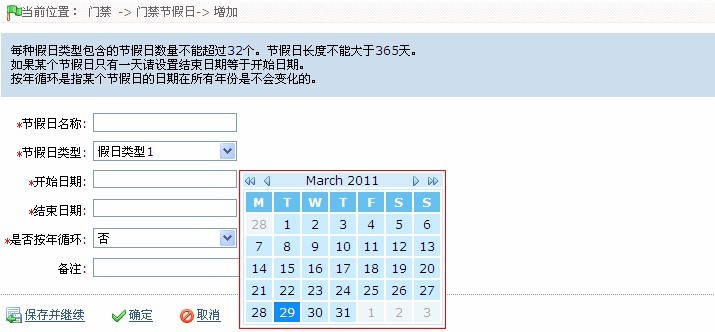 当前位置： 门禁 -> 门禁节假日-> 增加
每种假日类型包含的节假日数量不能超过32个。节假日长度不能大于365天。
如果某个节假日只有一天请设置结束日期等于开始日期。
按年循环是指某个节假日的日期在所有年份是不会变化的。
*节假日名称:
*节假日类型: 假日类型1
*开始日期:
*结束日期:
*是否按年循环: 否
备注:
March 2011
M T W T F S S
28 1 2 3 4 5 6
7 8 9 10 11 12 13
14 15 16 17 18 19 20
21 22 23 24 25 26 27
28 29 30 31 1 2 3
保存并继续 确定 取消